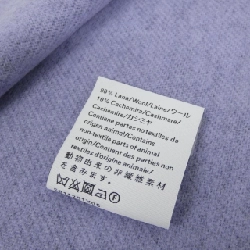 90% Lana/Wool/Laine/ウール
10% Cachemire/Cashmere/
Cachemire/カシミヤ
Contiene partes no textiles de
origen animal/Contains
non textile parts of animal
origin/Contient des parties non
textiles d'origine animale/
動物由来の非繊維素材
を含みます。